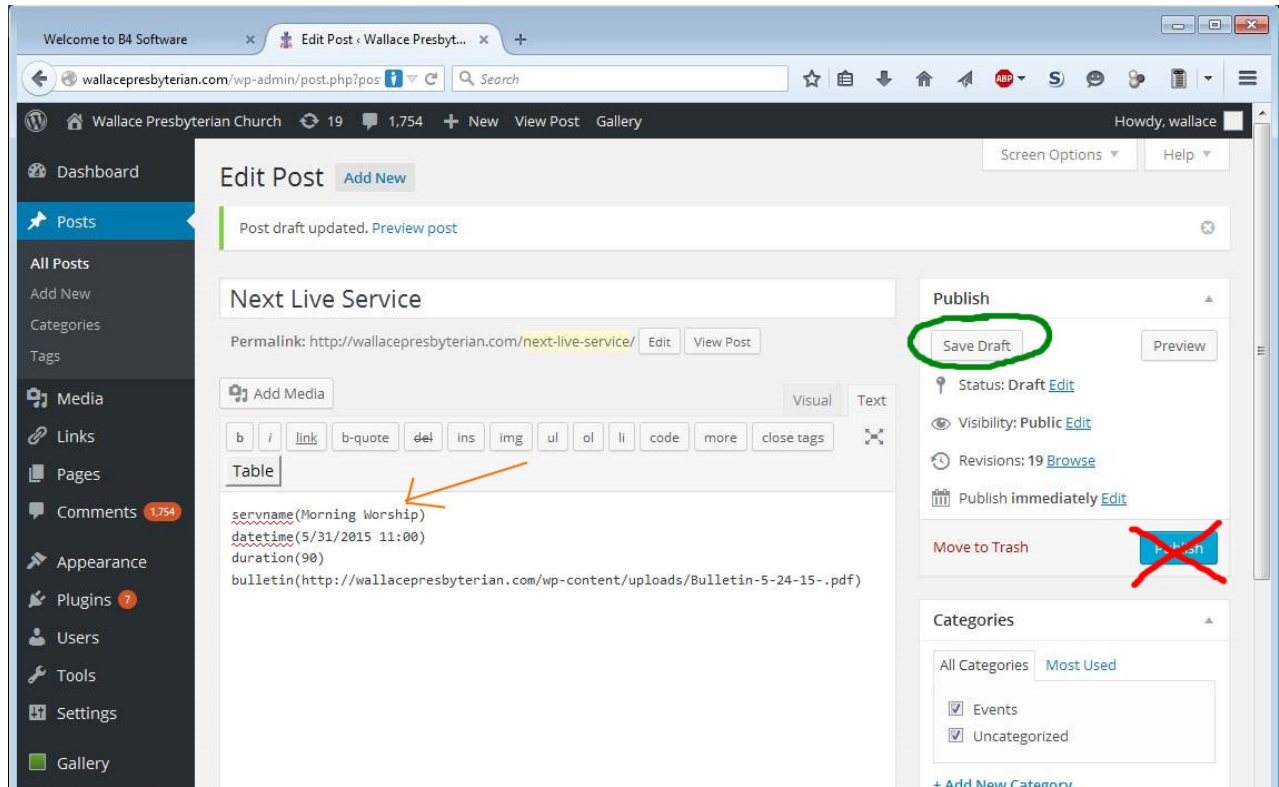 Welcome to B4 Software × Edit Post ‹ Wallace Presbyt... × +
wallacepresbyterian.com/wp-admin/post.php?pos Search ABP S
Wallace Presbyterian Church 19 1,754 + New View Post Gallery Howdy, wallace
Screen Options Help
Dashboard
Posts
All Posts
Add New
Categories
Tags
Media
Links
Pages
Comments 1,754
Appearance
Plugins 7
Users
Tools
Settings
Gallery
Edit Post Add New
Post draft updated. Preview post
Next Live Service
Permalink: http://wallacepresbyterian.com/next-live-service/ Edit View Post
Add Media Visual Text
b i link b-quote del ins img ul ol li code more close tags
Table
servname(Morning Worship)
datetime(5/31/2015 11:00)
duration(90)
bulletin(http://wallacepresbyterian.com/wp-content/uploads/Bulletin-5-24-15-.pdf)
Publish
Save Draft Preview
Status: Draft Edit
Visibility: Public Edit
Revisions: 19 Browse
Publish immediately Edit
Move to Trash Publish
Categories
All Categories Most Used
Events
Uncategorized
+ Add New Category